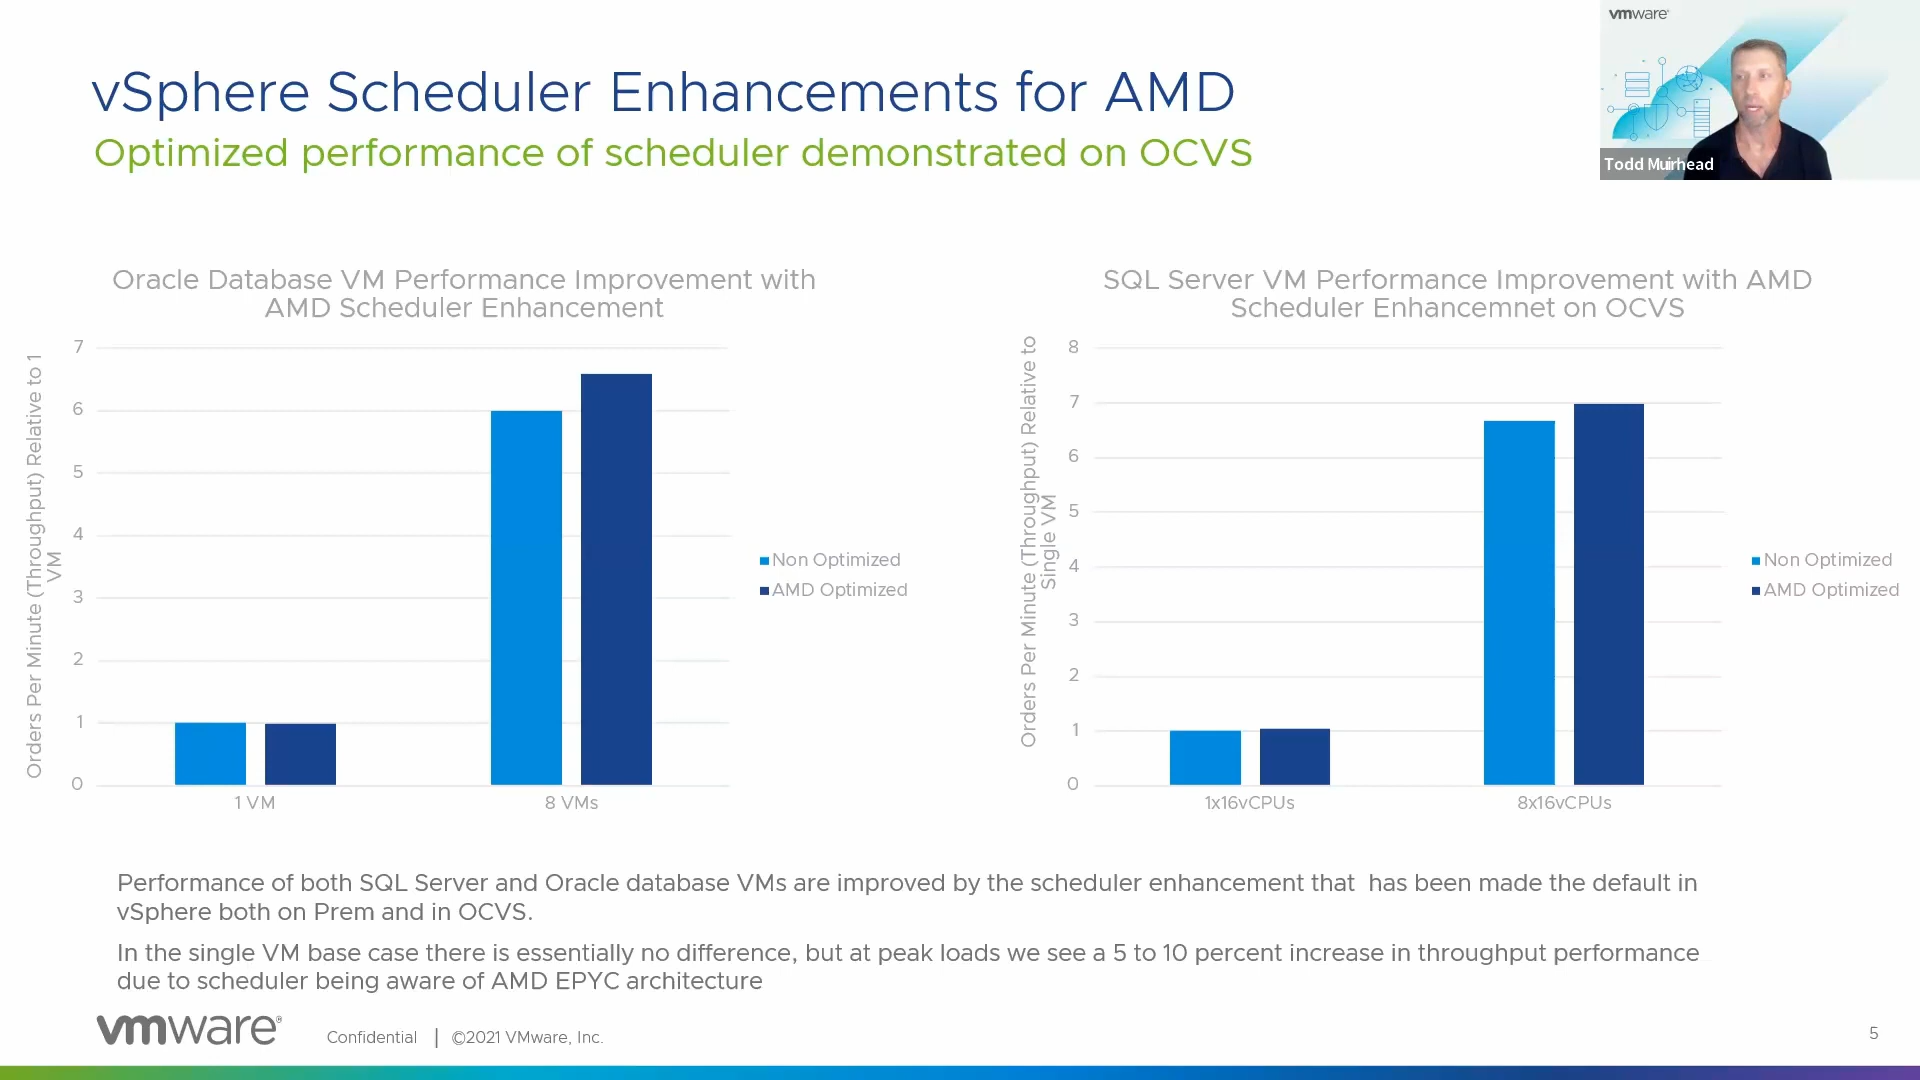 vmware
Todd Muirhead
vSphere Scheduler Enhancements for AMD
Optimized performance of scheduler demonstrated on OCVS
Oracle Database VM Performance Improvement with
AMD Scheduler Enhancement
Orders Per Minute (Throughput) Relative to 1
VM
7
6
5
4
3
2
1
0
1 VM
8 VMs
Non Optimized
AMD Optimized
SQL Server VM Performance Improvement with AMD
Scheduler Enhancemnet on OCVS
Orders Per Minute (Throughput) Relative to
Single VM
8
7
6
5
4
3
2
1
0
1x16vCPUs
8x16vCPUs
Non Optimized
AMD Optimized
Performance of both SQL Server and Oracle database VMs are improved by the scheduler enhancement that  has been made the default in
vSphere both on Prem and in OCVS.
In the single VM base case there is essentially no difference, but at peak loads we see a 5 to 10 percent increase in throughput performance
due to scheduler being aware of AMD EPYC architecture
vmware®
Confidential | ©2021 VMware, Inc.
5